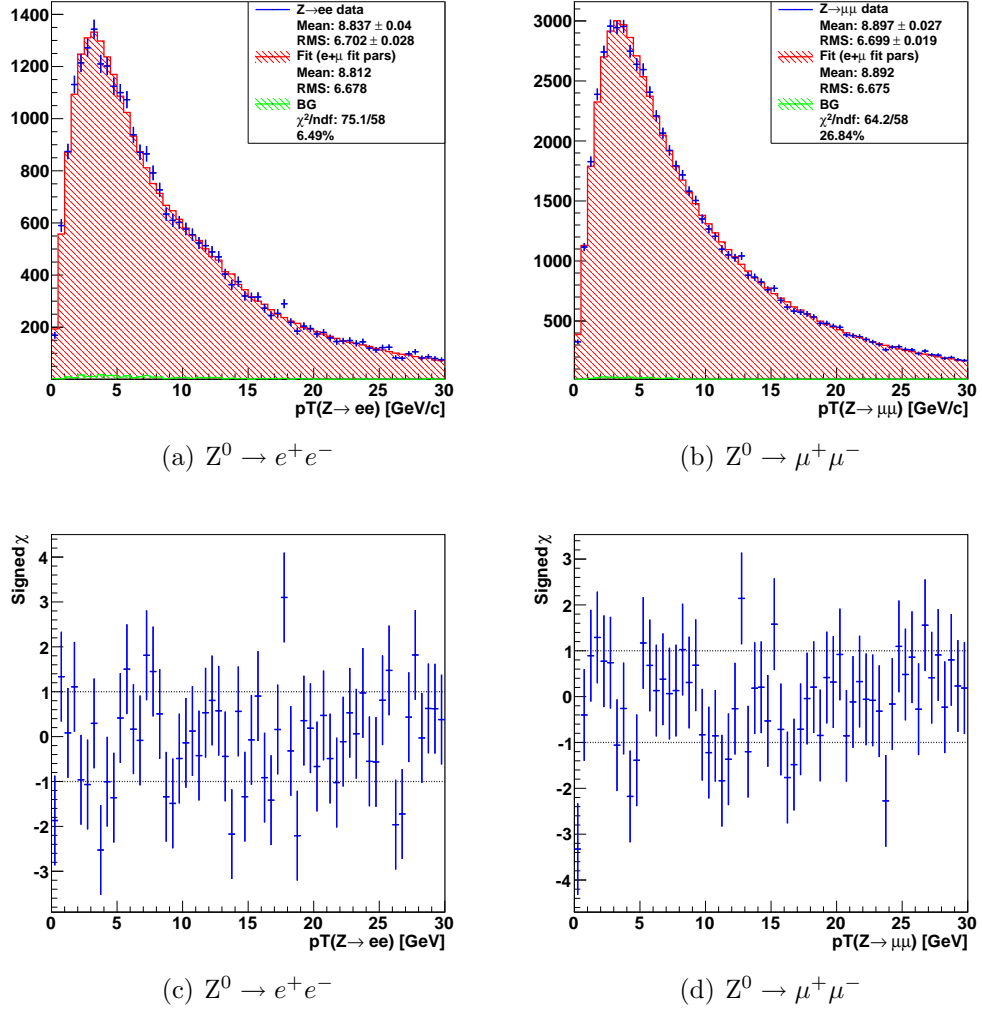 1400
1200
1000
800
600
400
200
0 5 10 15 20 25 30
pT(Z→ ee) [GeV/c]
Z→ee data
Mean: 8.837 ± 0.04
RMS: 6.702 ± 0.028
Fit (e+μ fit pars)
Mean: 8.812
RMS: 6.678
BG
χ²/ndf: 75.1/58
6.49%
(a) Z⁰ → e⁺e⁻
3000
2500
2000
1500
1000
500
0 5 10 15 20 25 30
pT(Z→ μμ) [GeV/c]
Z→μμ data
Mean: 8.897 ± 0.027
RMS: 6.699 ± 0.019
Fit (e+μ fit pars)
Mean: 8.892
RMS: 6.675
BG
χ²/ndf: 64.2/58
26.84%
(b) Z⁰ → μ⁺μ⁻
Signed χ
4
3
2
1
0
-1
-2
-3
0 5 10 15 20 25 30
pT(Z→ ee) [GeV]
(c) Z⁰ → e⁺e⁻
Signed χ
3
2
1
0
-1
-2
-3
-4
0 5 10 15 20 25 30
pT(Z→ μμ) [GeV]
(d) Z⁰ → μ⁺μ⁻